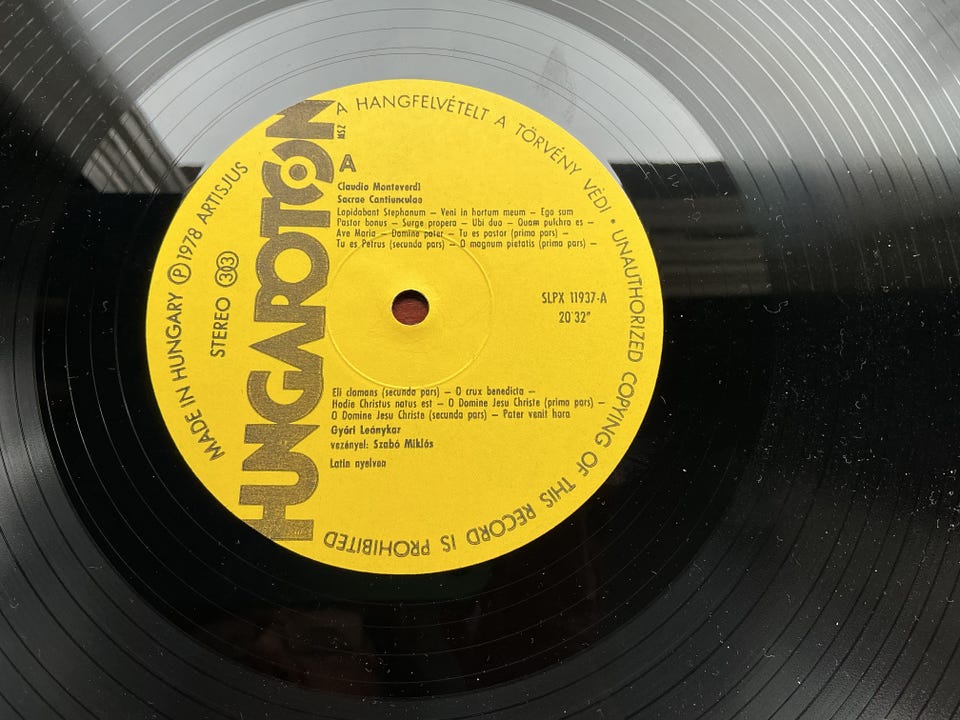 A HANGFELVÉTELT A TÖRVÉNY VÉDI • UNAUTHORIZED COPYING OF THIS RECORD IS PROHIBITED
MADE IN HUNGARY Ⓟ 1978 ARTISJUS
STEREO 303
HUNGAROTON
MSZ
A
Claudio Monteverdi
Sacrae Cantiunculae
Lapidabant Stephanum – Veni in hortum meum – Ego sum
Pastor bonus – Surge propera – Ubi duo – Quam pulchra es –
Ave Maria – Domine pater – Tu es pastor (prima pars) –
Tu es Petrus (secunda pars) – O magnum pietatis (prima pars) –
SLPX 11937-A
20'32"
Eli clamans (secunda pars) – O crux benedicta –
Hodie Christus natus est – O Domine Jesu Christe (prima pars) –
O Domine Jesu Christe (secunda pars) – Pater venit hora
Győri Leánykar
vezényel: Szabó Miklós
Latin nyelven